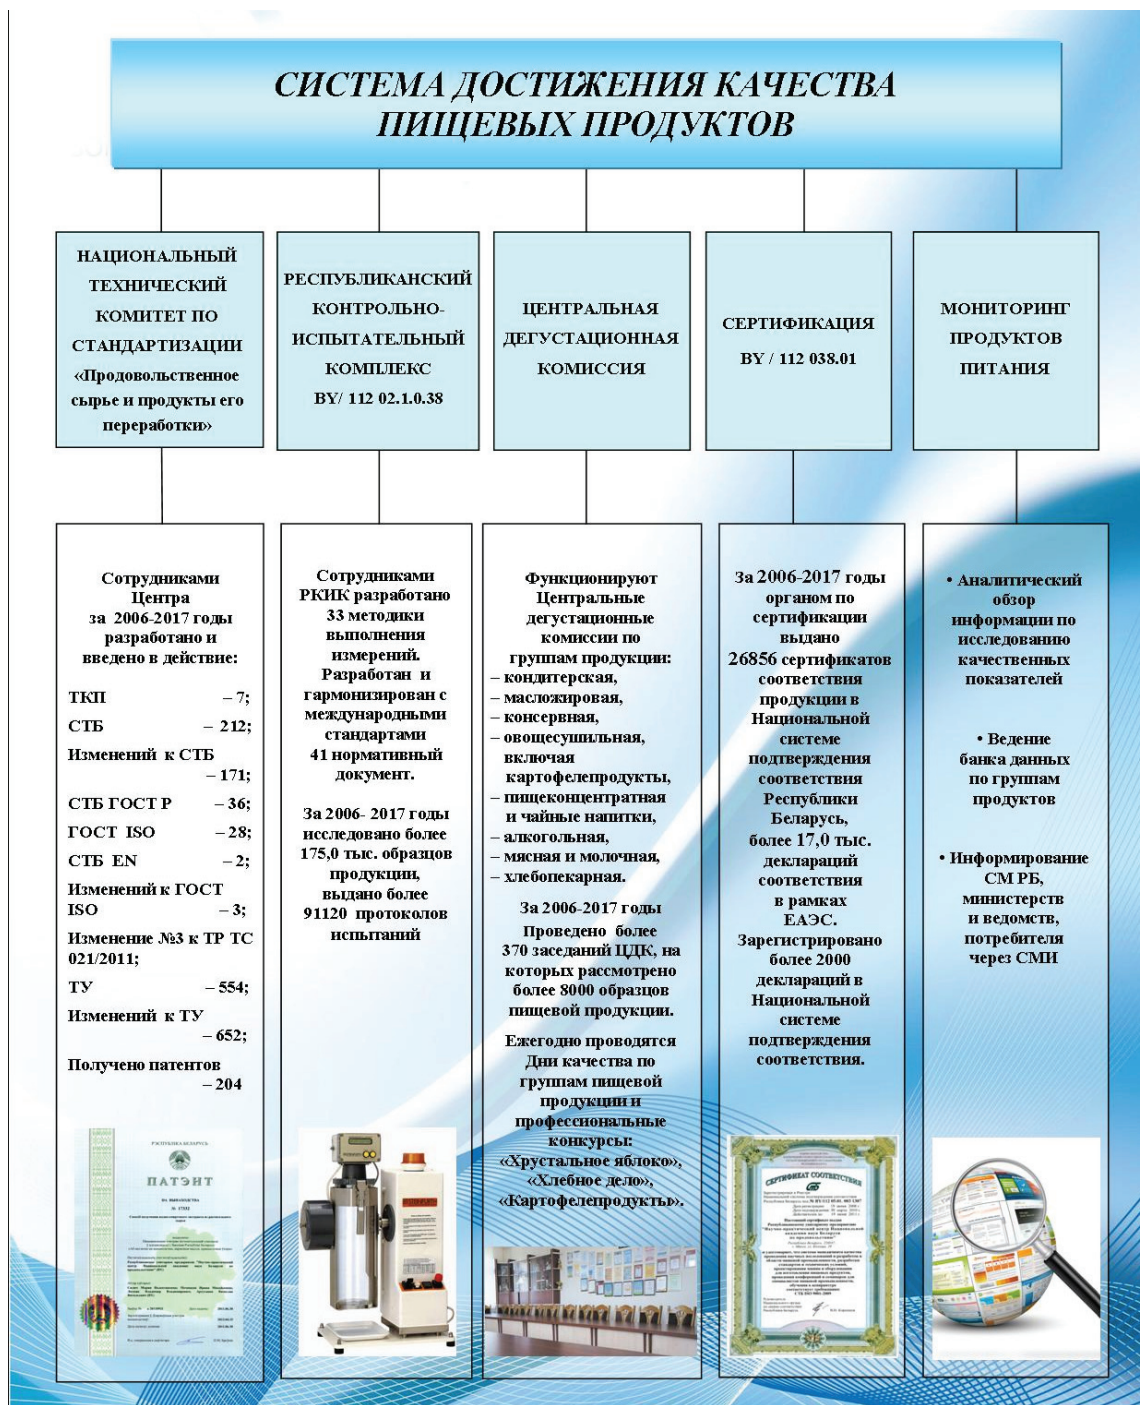 СИСТЕМА ДОСТИЖЕНИЯ КАЧЕСТВА
ПИЩЕВЫХ ПРОДУКТОВ
НАЦИОНАЛЬНЫЙ
ТЕХНИЧЕСКИЙ
КОМИТЕТ ПО
СТАНДАРТИЗАЦИИ
«Продовольственное
сырье и продукты его
переработки»
РЕСПУБЛИКАНСКИЙ
КОНТРОЛЬНО-
ИСПЫТАТЕЛЬНЫЙ
КОМПЛЕКС
BY/ 112 02.1.0.38
ЦЕНТРАЛЬНАЯ
ДЕГУСТАЦИОННАЯ
КОМИССИЯ
СЕРТИФИКАЦИЯ
BY / 112 038.01
МОНИТОРИНГ
ПРОДУКТОВ
ПИТАНИЯ
Сотрудниками
Центра
за 2006-2017 годы
разработано и
введено в действие:
ТКП – 7;
СТБ – 212;
Изменений к СТБ
– 171;
СТБ ГОСТ Р – 36;
ГОСТ ISO – 28;
СТБ EN – 2;
Изменений к ГОСТ
ISO – 3;
Изменение №3 к ТР ТС
021/2011;
ТУ – 554;
Изменений к ТУ
– 652;
Получено патентов
– 204
РЭСПУБЛІКА БЕЛАРУСЬ
ПАТЭНТ
НА ВЫНАХОДСТВА
№ 17332
Сотрудниками
РКИК разработано
33 методики
выполнения
измерений.
Разработан и
гармонизирован с
международными
стандартами
41 нормативный
документ.
За 2006- 2017 годы
исследовано более
175,0 тыс. образцов
продукции,
выдано более
91120 протоколов
испытаний
Функционируют
Центральные
дегустационные
комиссии по
группам продукции:
– кондитерская,
– масложировая,
– консервная,
– овощесушильная,
включая
картофелепродукты,
– пищеконцентратная
и чайные напитки,
– алкогольная,
– мясная и молочная,
– хлебопекарная.
За 2006-2017 годы
Проведено более
370 заседаний ЦДК, на
которых рассмотрено
более 8000 образцов
пищевой продукции.
Ежегодно проводятся
Дни качества по
группам пищевой
продукции и
профессиональные
конкурсы:
«Хрустальное яблоко»,
«Хлебное дело»,
«Картофелепродукты».
За 2006-2017 годы
органом по
сертификации
выдано
26856 сертификатов
соответствия
продукции в
Национальной
системе
подтверждения
соответствия
Республики
Беларусь,
более 17,0 тыс.
деклараций
соответствия
в рамках
ЕАЭС.
Зарегистрировано
более 2000
деклараций в
Национальной
системе
подтверждения
соответствия.
СЕРТИФИКАТ СООТВЕТСТВИЯ
• Аналитический
обзор
информации по
исследованию
качественных
показателей
• Ведение
банка данных
по группам
продуктов
• Информирование
СМ РБ,
министерств
и ведомств,
потребителя
через СМИ